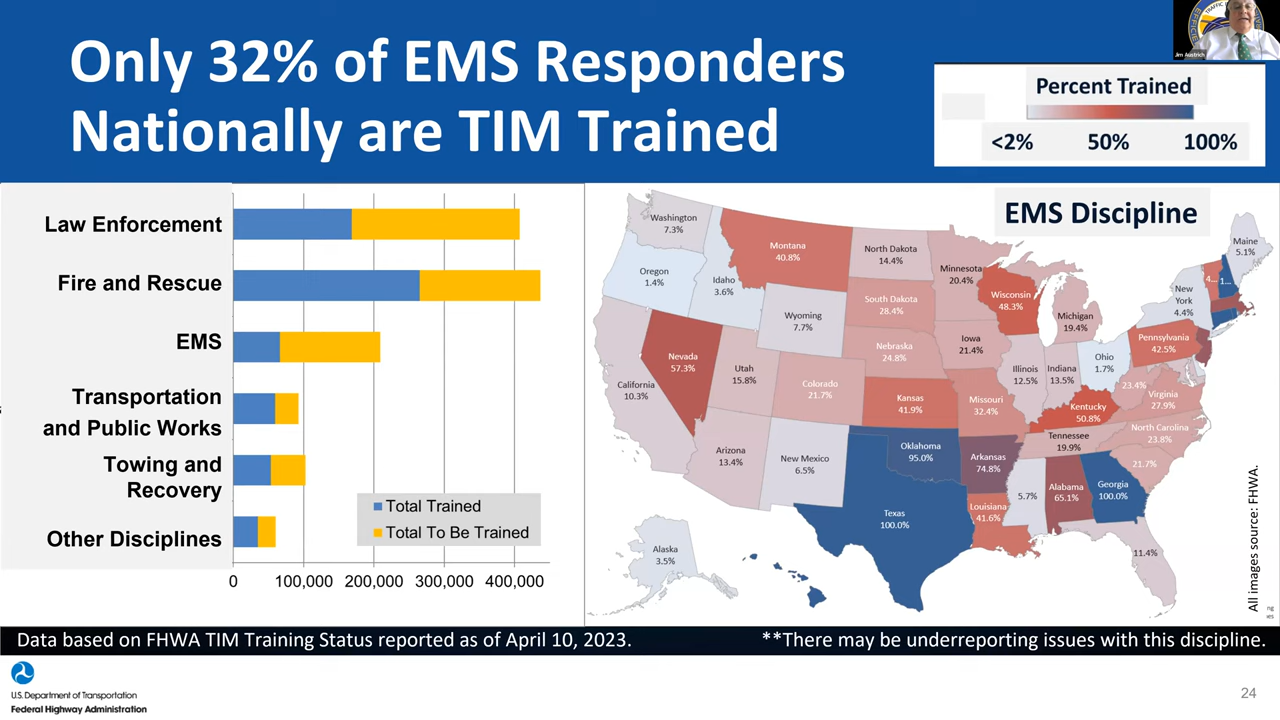 Only 32% of EMS Responders
Nationally are TIM Trained
Jim Austrich
Percent Trained
<2% 50% 100%
Law Enforcement
Fire and Rescue
EMS
Transportation
and Public Works
Towing and
Recovery
Other Disciplines
Total Trained
Total To Be Trained
0 100,000 200,000 300,000 400,000
EMS Discipline
Washington
7.3%
Oregon
1.4%
Idaho
3.6%
Montana
40.8%
North Dakota
14.4%
Minnesota
20.4%
Wisconsin
48.3%
Michigan
19.4%
Maine
5.1%
4...
1...
New
York
4.4%
Wyoming
7.7%
South Dakota
28.4%
Nebraska
24.8%
Iowa
21.4%
Illinois
12.5%
Indiana
13.5%
Ohio
1.7%
Pennsylvania
42.5%
Nevada
57.3%
Utah
15.8%
Colorado
21.7%
California
10.3%
Kansas
41.9%
Missouri
32.4%
Kentucky
50.8%
23.4%
Virginia
27.9%
North Carolina
23.8%
Tennessee
19.9%
21.7%
Arizona
13.4%
New Mexico
6.5%
Oklahoma
95.0%
Arkansas
74.8%
Texas
100.0%
Louisiana
41.6%
5.7%
Alabama
65.1%
Georgia
100.0%
11.4%
Alaska
3.5%
All images source: FHWA.
Data based on FHWA TIM Training Status reported as of April 10, 2023.
**There may be underreporting issues with this discipline.
U.S. Department of Transportation
Federal Highway Administration
24